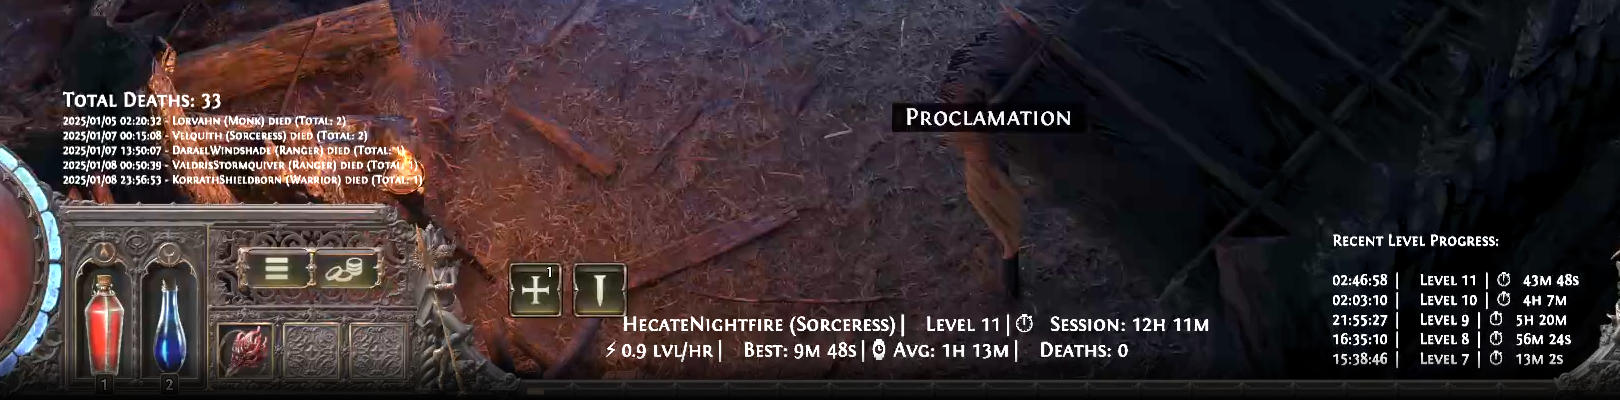 Total Deaths: 33
2025/01/05 02:20:32 - Lorvahn (Monk) died (Total: 2)
2025/01/07 00:15:08 - Velquith (Sorceress) died (Total: 2)
2025/01/07 13:50:07 - DaraelWindshade (Ranger) died (Total: 1)
2025/01/08 00:50:39 - ValdrisStormquiver (Ranger) died (Total: 1)
2025/01/08 23:56:53 - KorrathShieldborn (Warrior) died (Total: 1)
Proclamation
1
2
1
HecateNightfire (Sorceress) | Level 11 | ⏱ Session: 12h 11m
⚡ 0.9 lvl/hr | Best: 9m 48s | ⌚ Avg: 1h 13m | Deaths: 0
Recent Level Progress:
02:46:58 | Level 11 | ⏱ 43m 48s
02:03:10 | Level 10 | ⏱ 4h 7m
21:55:27 | Level 9 | ⏱ 5h 20m
16:35:10 | Level 8 | ⏱ 56m 24s
15:38:46 | Level 7 | ⏱ 13m 2s